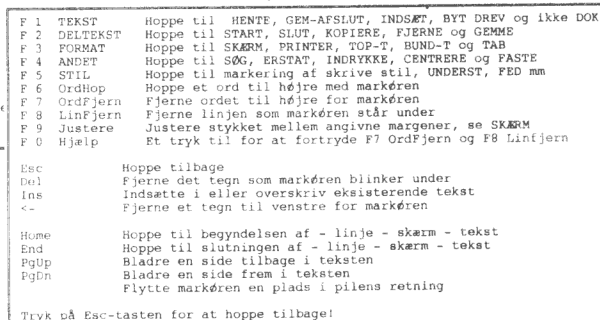 F 1 TEKST Hoppe til HENTE, GEM-AFSLUT, INDSÆT, BYT DREV og ikke DOK
F 2 DELTEKST Hoppe til START, SLUT, KOPIERE, FJERNE og GEMME
F 3 FORMAT Hoppe til SKÆRM, PRINTER, TOP-T, BUND-T og TAB
F 4 ANDET Hoppe til SØG, ERSTAT, INDRYKKE, CENTRERE og FASTE
F 5 STIL Hoppe til markering af skrive stil, UNDERST, FED mm
F 6 OrdHop Hoppe et ord til højre med markøren
F 7 OrdFjern Fjerne ordet til højre for markøren
F 8 LinFjern Fjerne linjen som markøren står under
F 9 Justere Justere stykket mellem angivne margener, se SKÆRM
F 0 Hjælp Et tryk til for at fortryde F7 OrdFjern og F8 Linfjern
Esc Hoppe tilbage
Del Fjerne det tegn som markøren blinker under
Ins Indsætte i eller overskriv eksisterende tekst
<- Fjerne et tegn til venstre for markøren
Home Hoppe til begyndelsen af - linje - skærm - tekst
End Hoppe til slutningen af - linje - skærm - tekst
PgUp Bladre en side tilbage i teksten
PgDn Bladre en side frem i teksten
Flytte markøren en plads i pilens retning
Tryk på Esc-tasten for at hoppe tilbage!